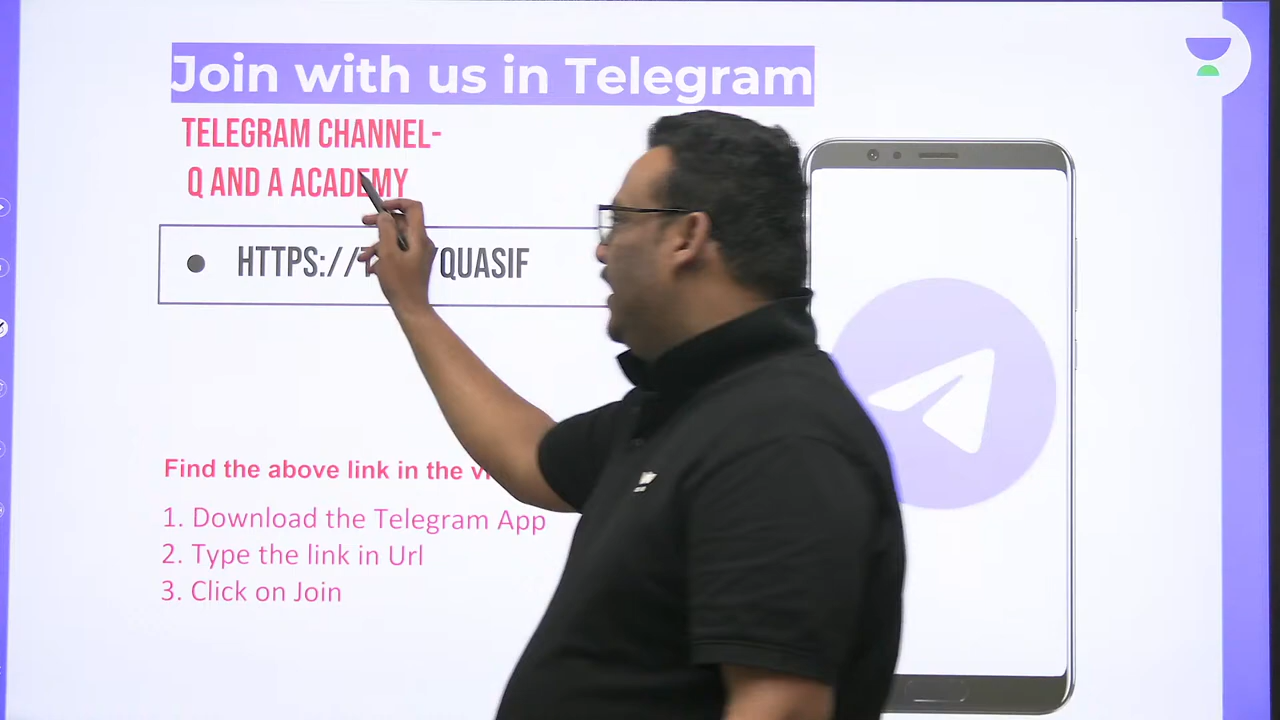 Join with us in Telegram
TELEGRAM CHANNEL-
Q AND A ACADEMY
HTTPS://T /QUASIF
Find the above link in the
1. Download the Telegram App
2. Type the link in Url
3. Click on Join